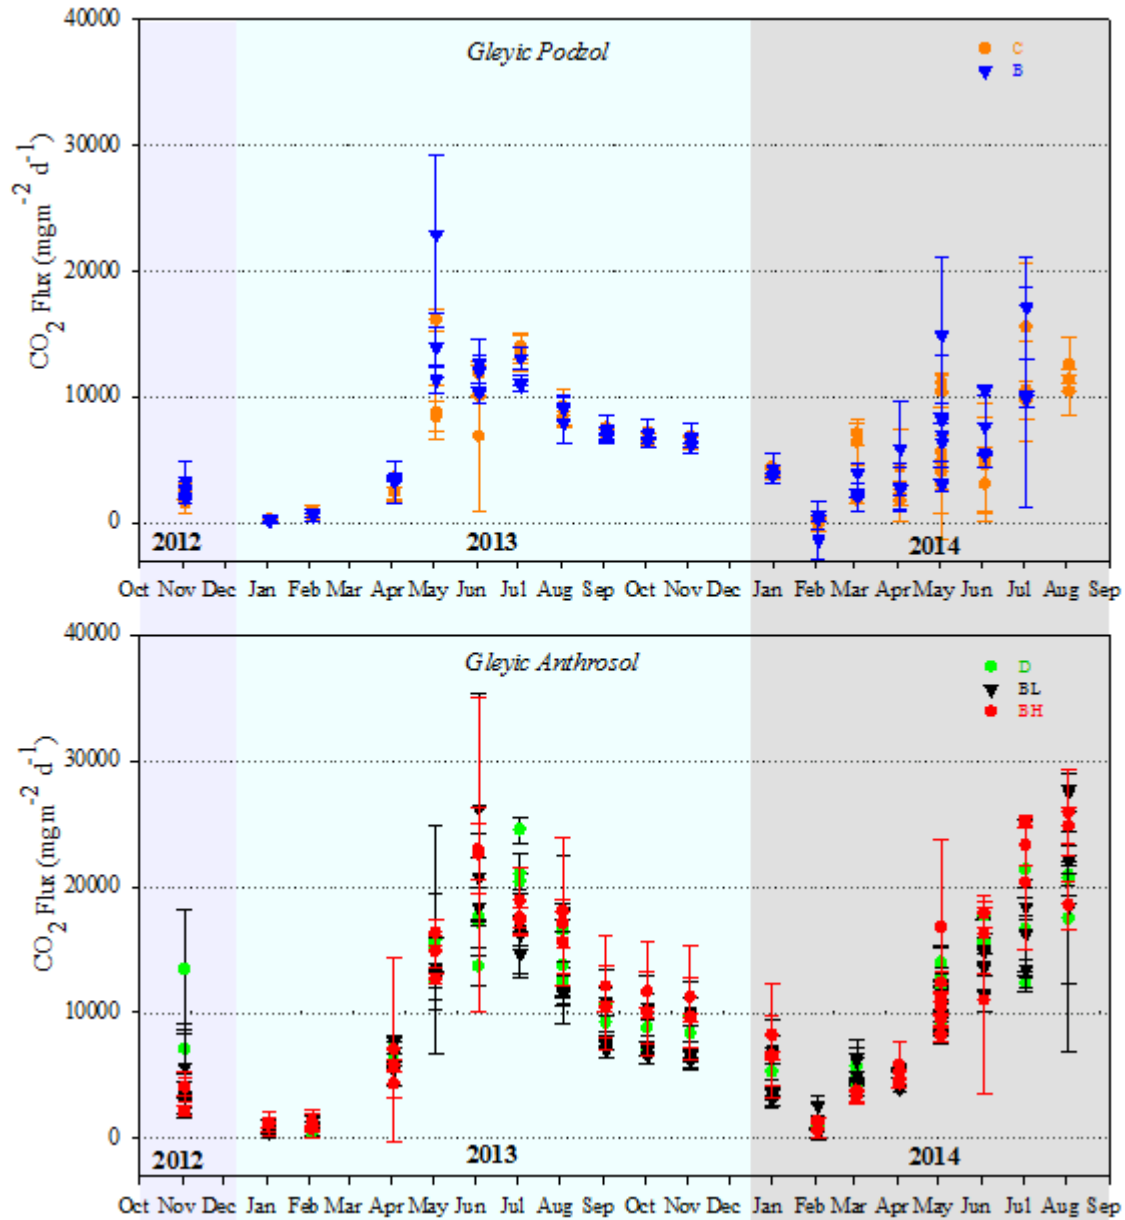 40000
Gleyic Podzol
C
B
30000
20000
10000
0
CO2 Flux (mgm-2 d-1)
2012
2013
2014
Oct Nov Dec Jan Feb Mar Apr May Jun Jul Aug Sep Oct Nov Dec Jan Feb Mar Apr May Jun Jul Aug Sep
40000
Gleyic Anthrosol
D
BL
BH
30000
20000
10000
0
CO2 Flux (mgm-2 d-1)
2012
2013
2014
Oct Nov Dec Jan Feb Mar Apr May Jun Jul Aug Sep Oct Nov Dec Jan Feb Mar Apr May Jun Jul Aug Sep